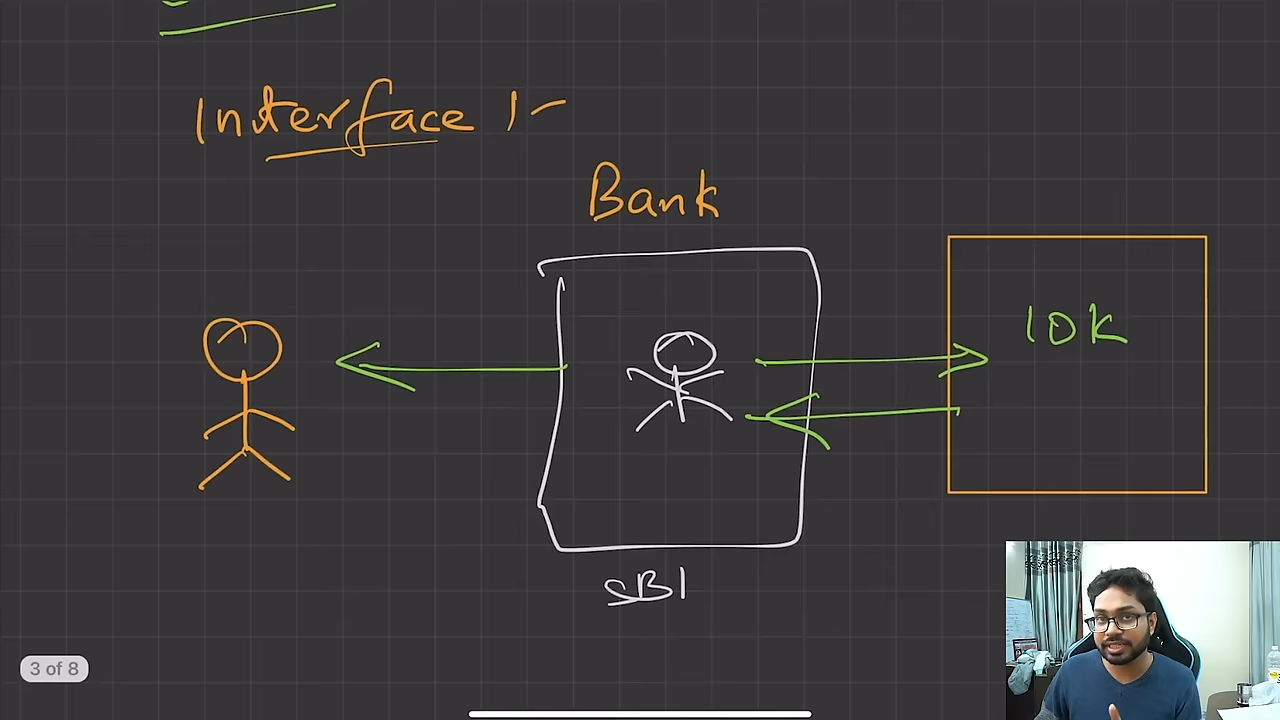 Interface :-
Bank
10K
SBI
3 of 8